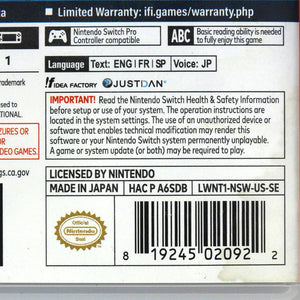 ■ Limited Warranty: ifi.games/warranty.php
Nintendo Switch Pro
Controller compatible
ABC
Basic reading ability is needed
to fully enjoy this game
1
Language Text: ENG|FR|SP Voice: JP
ademark
IDEA FACTORY JUSTDAN
sed to
TIONAL.
IMPORTANT! Read the Nintendo Switch Health & Safety Information
before setup or use of your system. The operation instructions are
located in the system settings. The use of an unauthorized device or
software that enables technical modification may render this
software or your Nintendo Switch system permanently unplayable.
A game or system update (or both) may be required to play.
ZURES OR
OR
IDEO GAMES.
gs.ca.gov
LICENSED BY NINTENDO
MADE IN JAPAN HAC P A6SDB LWNT1-NSW-US-SE
Official
Nintendo
Seal
8 19245 02092 2